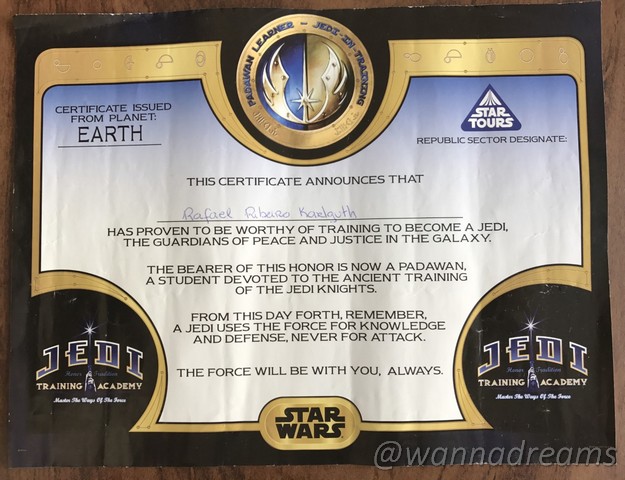 PADAWAN LEARNER ~ JEDI-IN-TRAINING
CERTIFICATE ISSUED
FROM PLANET:
EARTH
STAR
TOURS
REPUBLIC SECTOR DESIGNATE:
THIS CERTIFICATE ANNOUNCES THAT
Rafael Ribeiro
HAS PROVEN TO BE WORTHY OF TRAINING TO BECOME A JEDI,
THE GUARDIANS OF PEACE AND JUSTICE IN THE GALAXY.
THE BEARER OF THIS HONOR IS NOW A PADAWAN,
A STUDENT DEVOTED TO THE ANCIENT TRAINING
OF THE JEDI KNIGHTS.
FROM THIS DAY FORTH, REMEMBER,
A JEDI USES THE FORCE FOR KNOWLEDGE
AND DEFENSE, NEVER FOR ATTACK.
THE FORCE WILL BE WITH YOU, ALWAYS.
JEDI
Honor Tradition
TRAINING ACADEMY
Master The Ways Of The Force
STAR
WARS
JEDI
Honor Tradition
TRAINING ACADEMY
Master The Ways Of The Force
@wannadreams